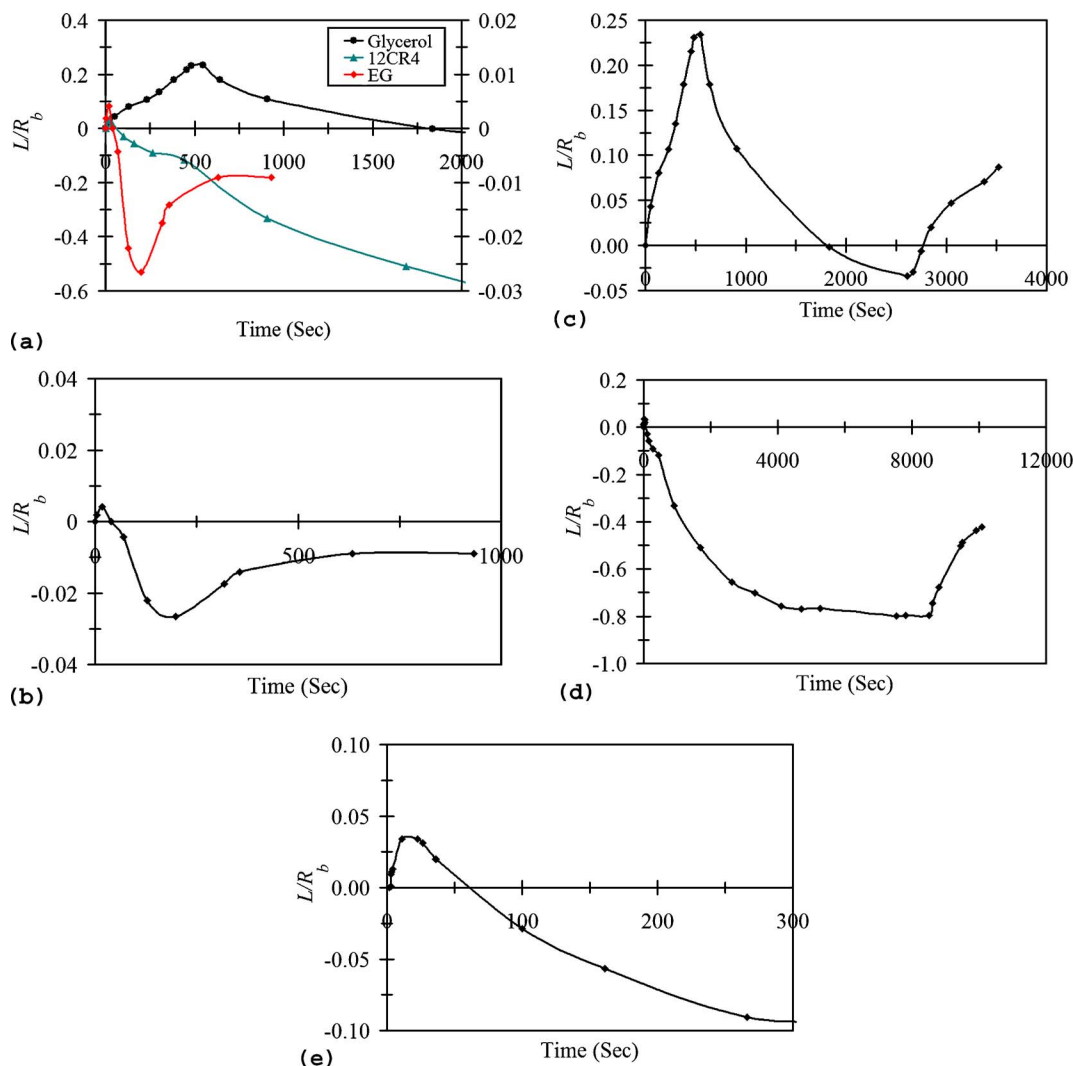 0.4
0.2
0
-0.2
-0.4
-0.6
L/R_b
0.02
0.01
0
-0.01
-0.02
-0.03
0 500 1000 1500 2000
Glycerol
12CR4
EG
Time (Sec)
(a)
0.25
0.20
0.15
0.10
0.05
0.00
-0.05
L/R_b
0 1000 2000 3000 4000
Time (Sec)
(c)
0.04
0.02
0
-0.02
-0.04
L/R_b
0 500 1000
Time (Sec)
(b)
0.2
0.0
-0.2
-0.4
-0.6
-0.8
-1.0
L/R_b
0 4000 8000 12000
Time (Sec)
(d)
0.10
0.05
0.00
-0.05
-0.10
L/R_b
0 100 200 300
Time (Sec)
(e)